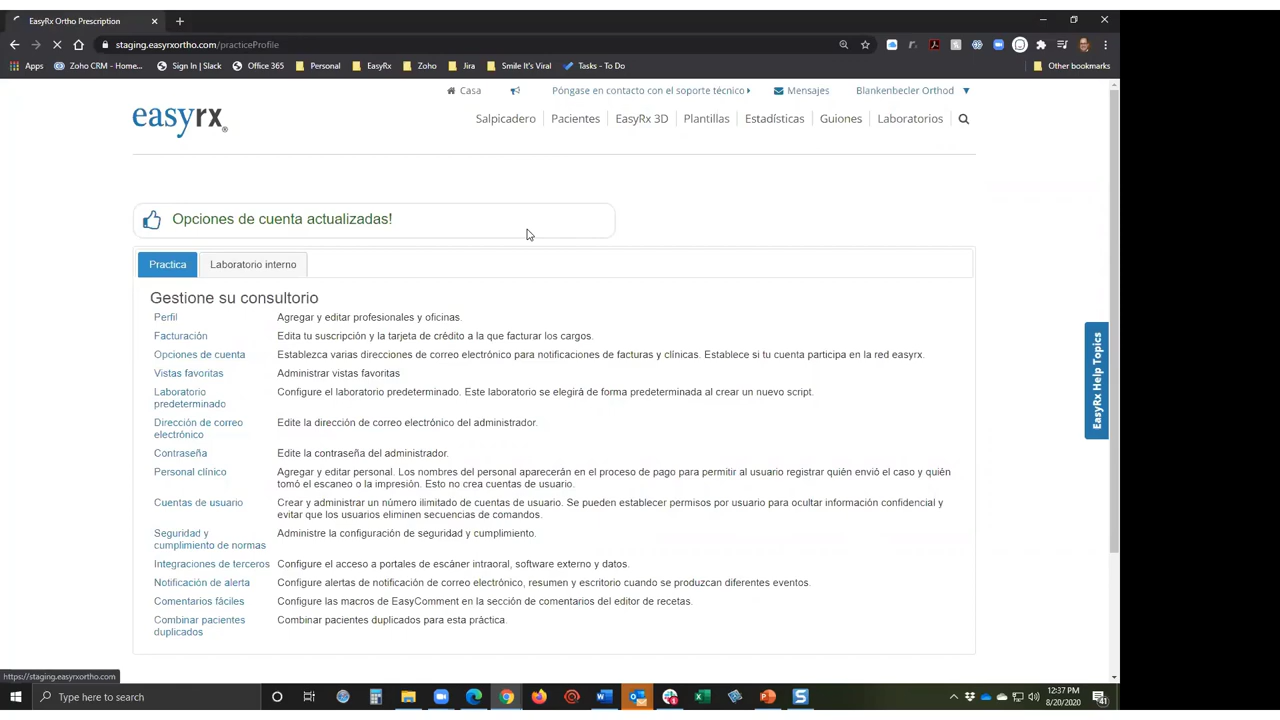 EasyRx Ortho Prescription
staging.easyrxortho.com/practiceProfile
Apps Zoho CRM - Home... Sign In | Slack Office 365 Personal EasyRx Zoho Jira Smile It's Viral Tasks - To Do Other bookmarks
Casa Póngase en contacto con el soporte técnico Mensajes Blankenbecler Orthod
easyrx®
Salpicadero Pacientes EasyRx 3D Plantillas Estadísticas Guiones Laboratorios
Opciones de cuenta actualizadas!
Practica Laboratorio interno
Gestione su consultorio
Perfil Agregar y editar profesionales y oficinas.
Facturación Edita tu suscripción y la tarjeta de crédito a la que facturar los cargos.
Opciones de cuenta Establezca varias direcciones de correo electrónico para notificaciones de facturas y clínicas. Establece si tu cuenta participa en la red easyrx.
Vistas favoritas Administrar vistas favoritas
Laboratorio Configure el laboratorio predeterminado. Este laboratorio se elegirá de forma predeterminada al crear un nuevo script.
predeterminado
Dirección de correo Edite la dirección de correo electrónico del administrador.
electrónico
Contraseña Edite la contraseña del administrador.
Personal clínico Agregar y editar personal. Los nombres del personal aparecerán en el proceso de pago para permitir al usuario registrar quién envió el caso y quién
tomó el escaneo o la impresión. Esto no crea cuentas de usuario.
Cuentas de usuario Crear y administrar un número ilimitado de cuentas de usuario. Se pueden establecer permisos por usuario para ocultar información confidencial y
evitar que los usuarios eliminen secuencias de comandos.
Seguridad y Administre la configuración de seguridad y cumplimiento.
cumplimiento de normas
Integraciones de terceros Configure el acceso a portales de escáner intraoral, software externo y datos.
Notificación de alerta Configure alertas de notificación de correo electrónico, resumen y escritorio cuando se produzcan diferentes eventos.
Comentarios fáciles Configure las macros de EasyComment en la sección de comentarios del editor de recetas.
Combinar pacientes Combinar pacientes duplicados para esta práctica.
duplicados
EasyRx Help Topics
https://staging.easyrxortho.com
Type here to search
12:37 PM
8/20/2020
41